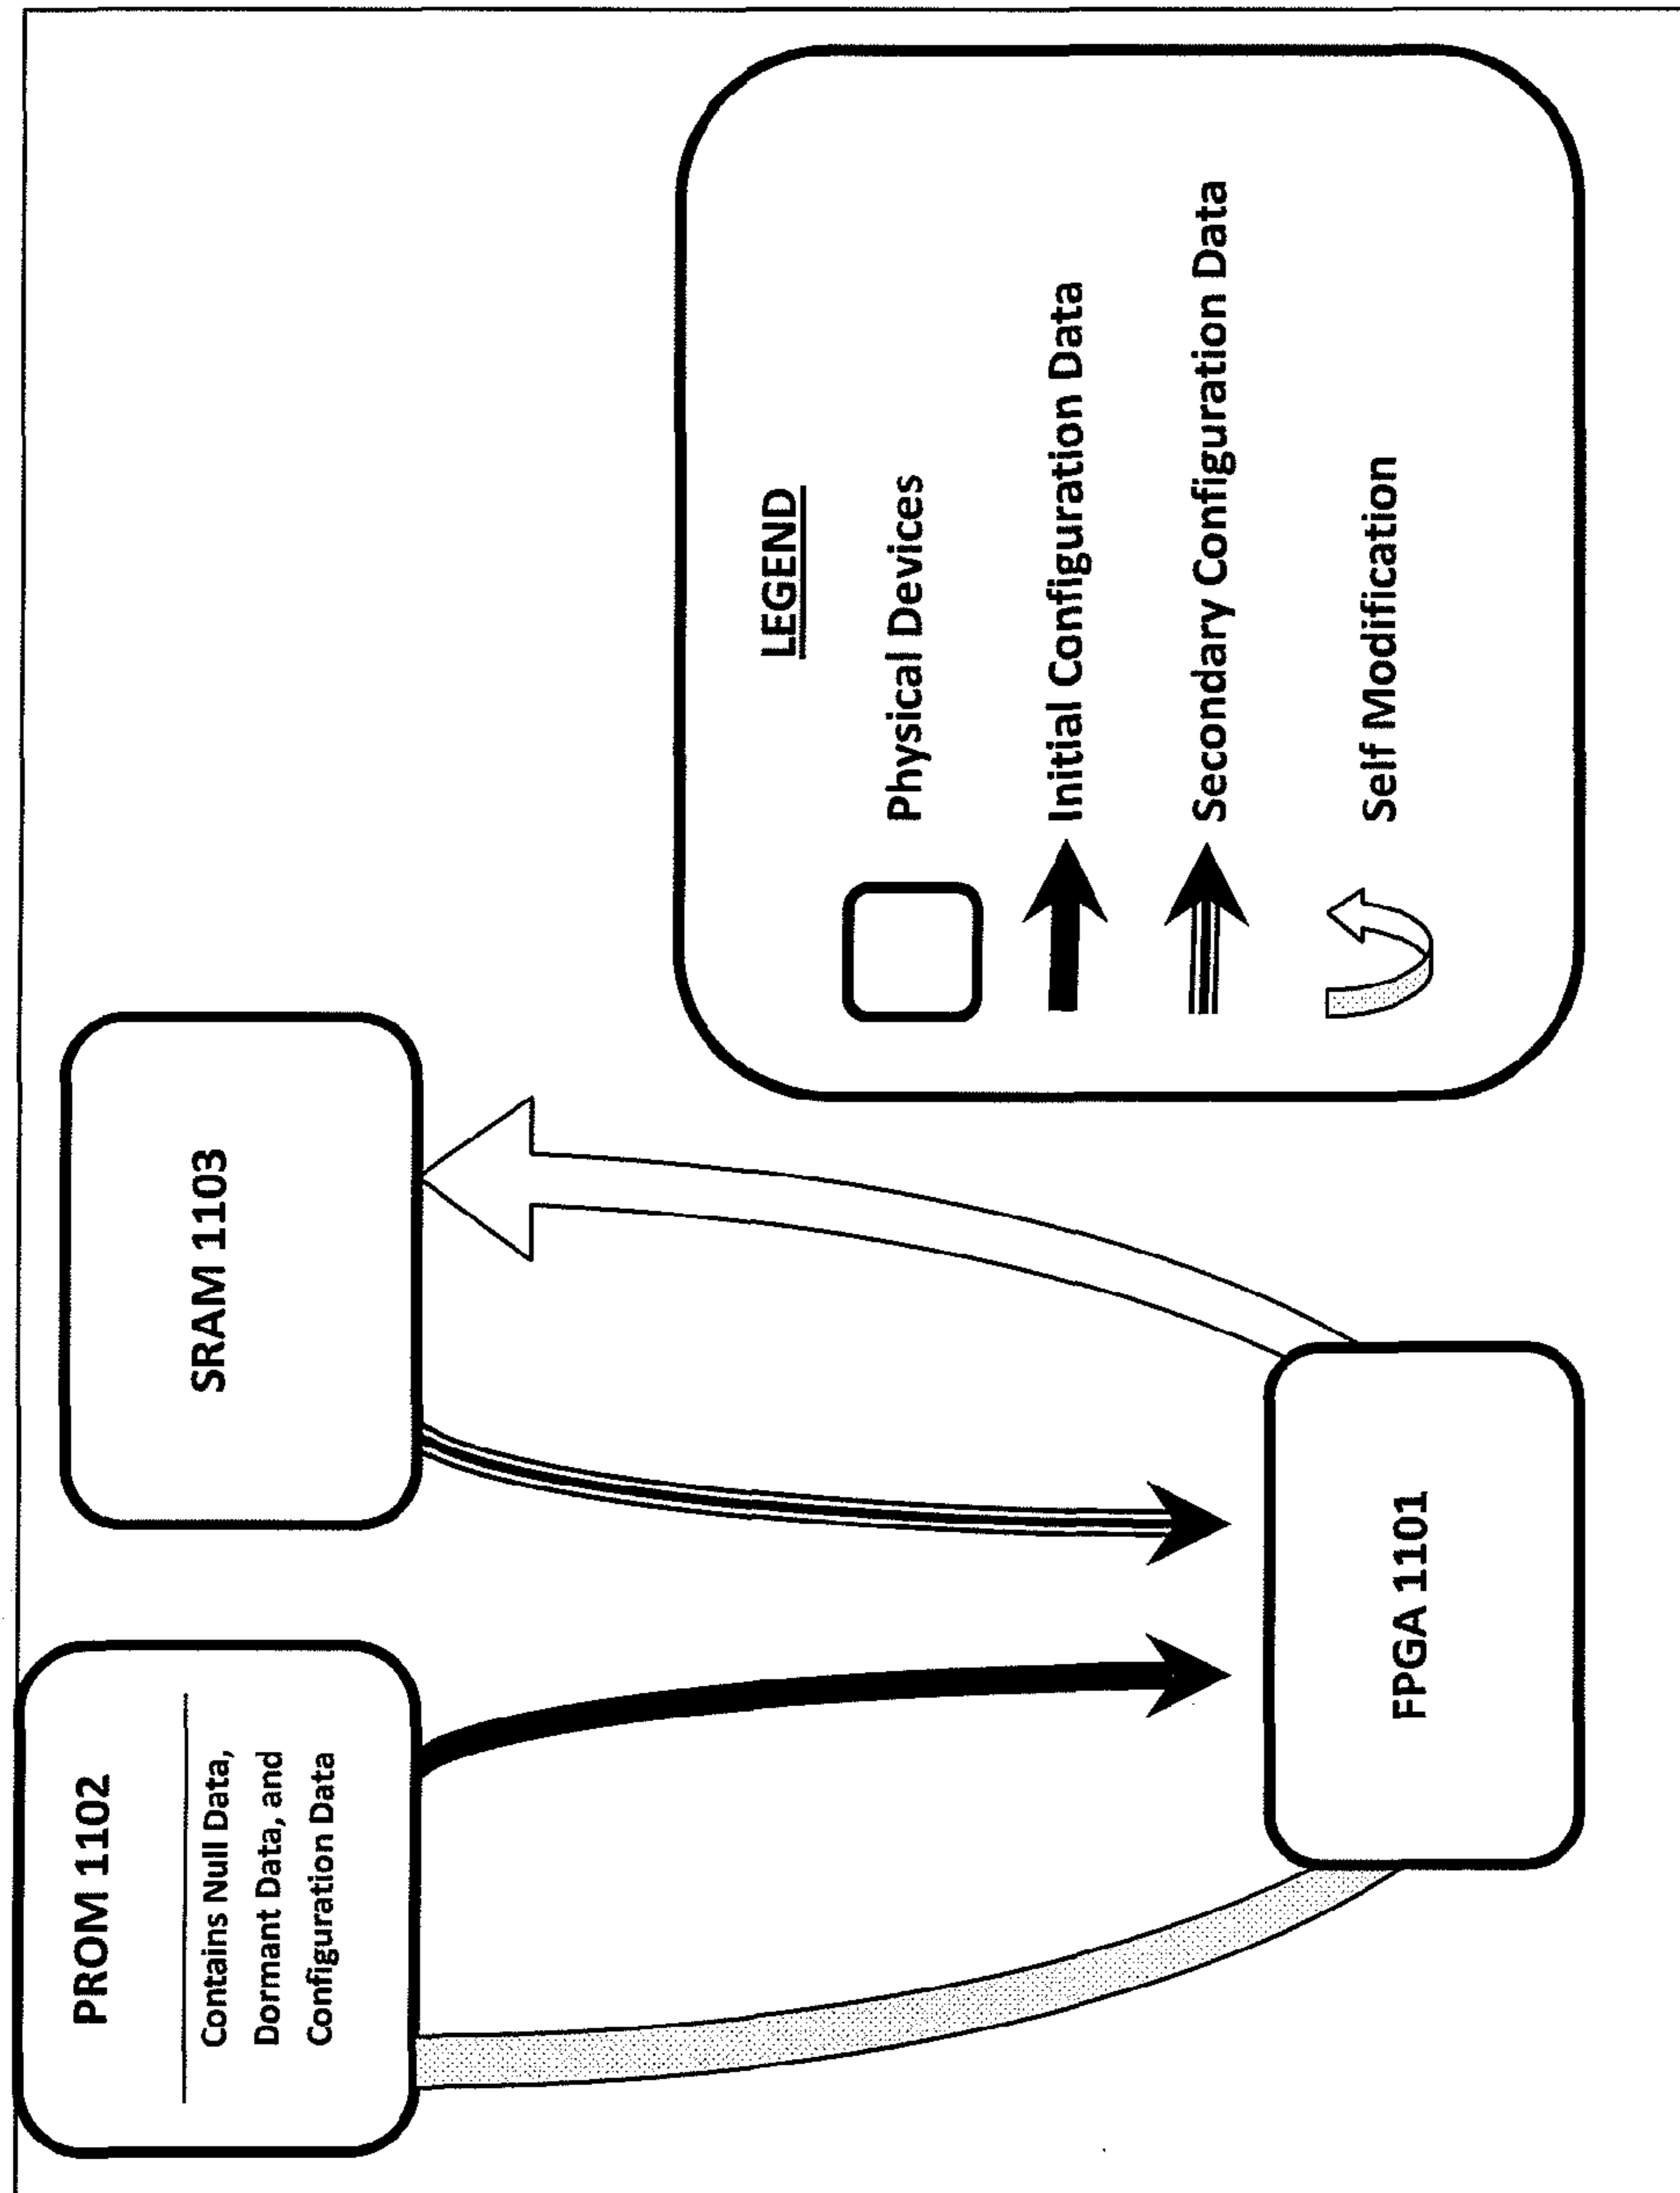 PROM 1102
Contains Null Data,
Dormant Data, and
Configuration Data
SRAM 1103
FPGA 1101
LEGEND
Physical Devices
Initial Configuration Data
Secondary Configuration Data
Self Modification